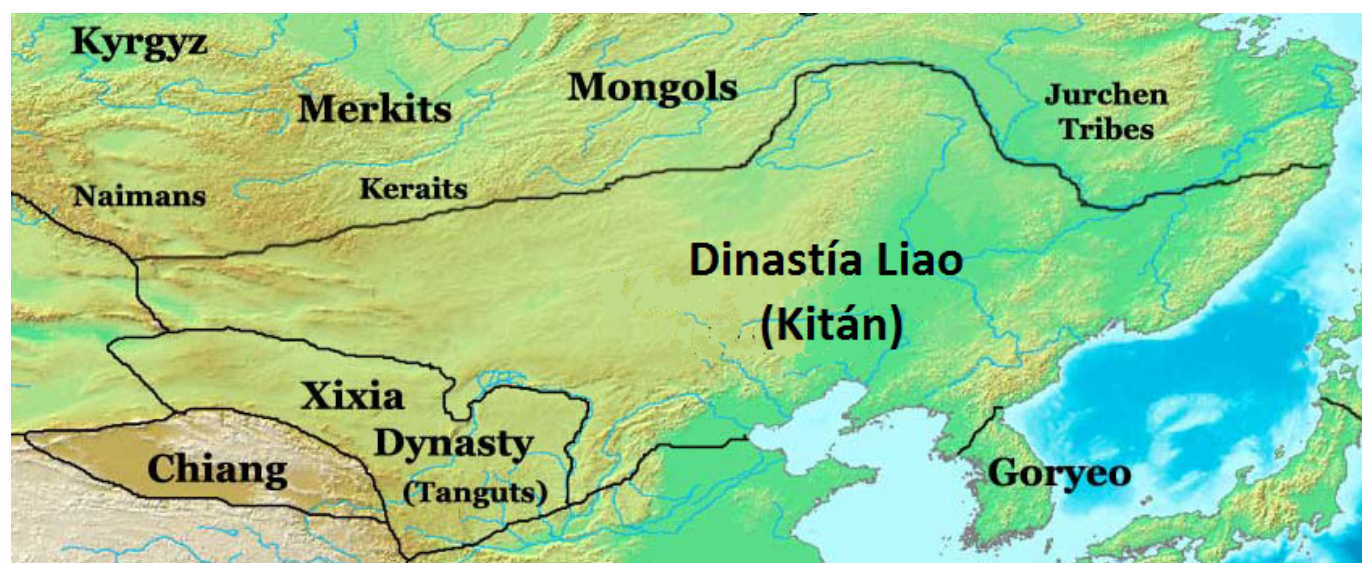 Kyrgyz
Mongols
Merkits
Jurchen
Tribes
Naimans
Keraits
Dinastía Liao
(Kitán)
Xixia
Dynasty
(Tanguts)
Chiang
Goryeo